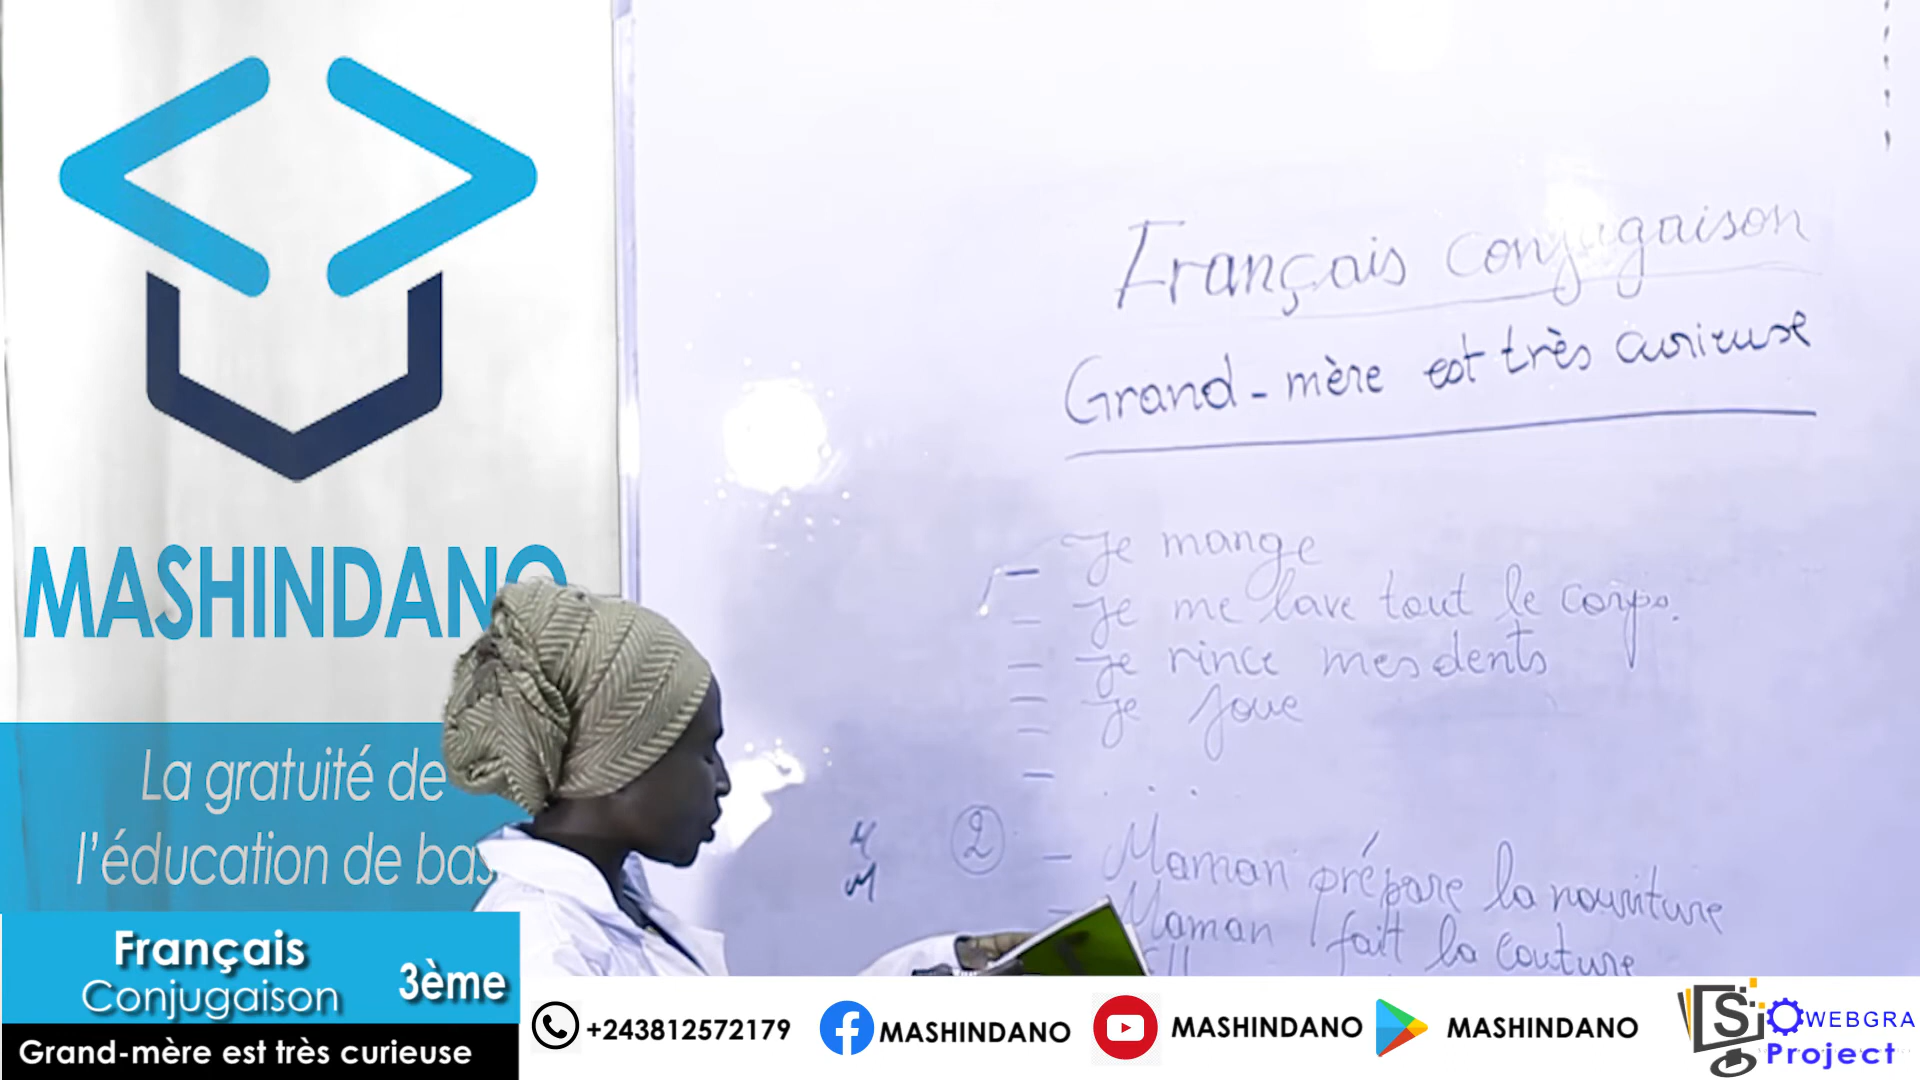 MASHINDANO
La gratuité de
l'éducation de bas
Français
Conjugaison
3ème
Grand-mère est très curieuse
Français conjugaison
Grand-mère est très curieuse
- Je mange
- Je me lave tout le corps.
- Je rince mes dents
- Je joue
-
- . . . .
② - Maman prépare la nourriture
- Maman fait la couture
+243812572179
MASHINDANO
MASHINDANO
MASHINDANO
S
WEBGRA
Project